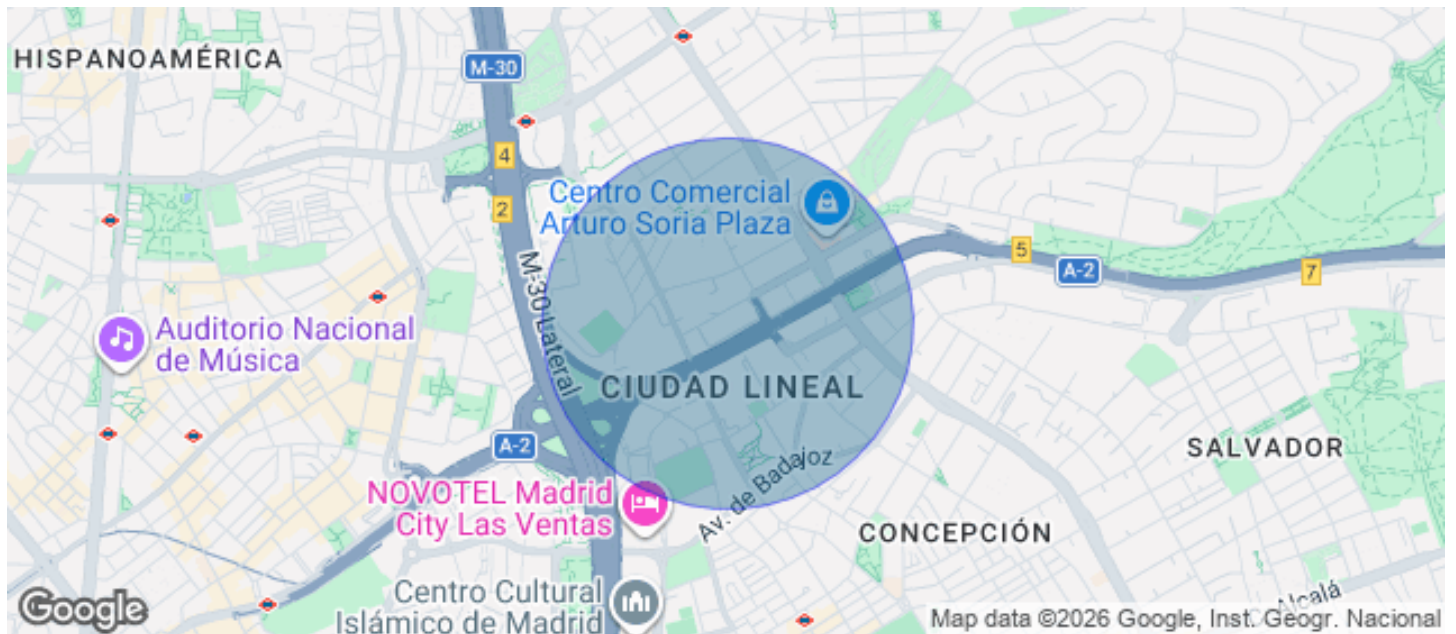 HISPANOAMÉRICA
M-30
4
Centro Comercial
Arturo Soria Plaza
2
5
A-2
7
M-30 Lateral
Auditorio Nacional
de Música
CIUDAD LINEAL
A-2
SALVADOR
Av. de Badajoz
NOVOTEL Madrid
City Las Ventas
CONCEPCIÓN
Centro Cultural
Islámico de Madrid
Alcalá
Google
Map data ©2026 Google, Inst. Geogr. Nacional